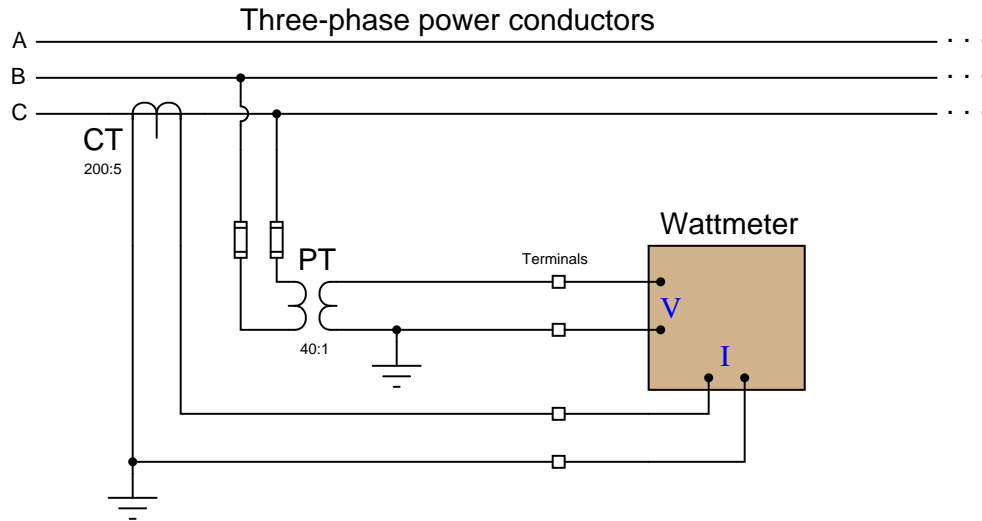 Three-phase power conductors
A
B
C
CT
200:5
Wattmeter
PT
Terminals
V
40:1
I